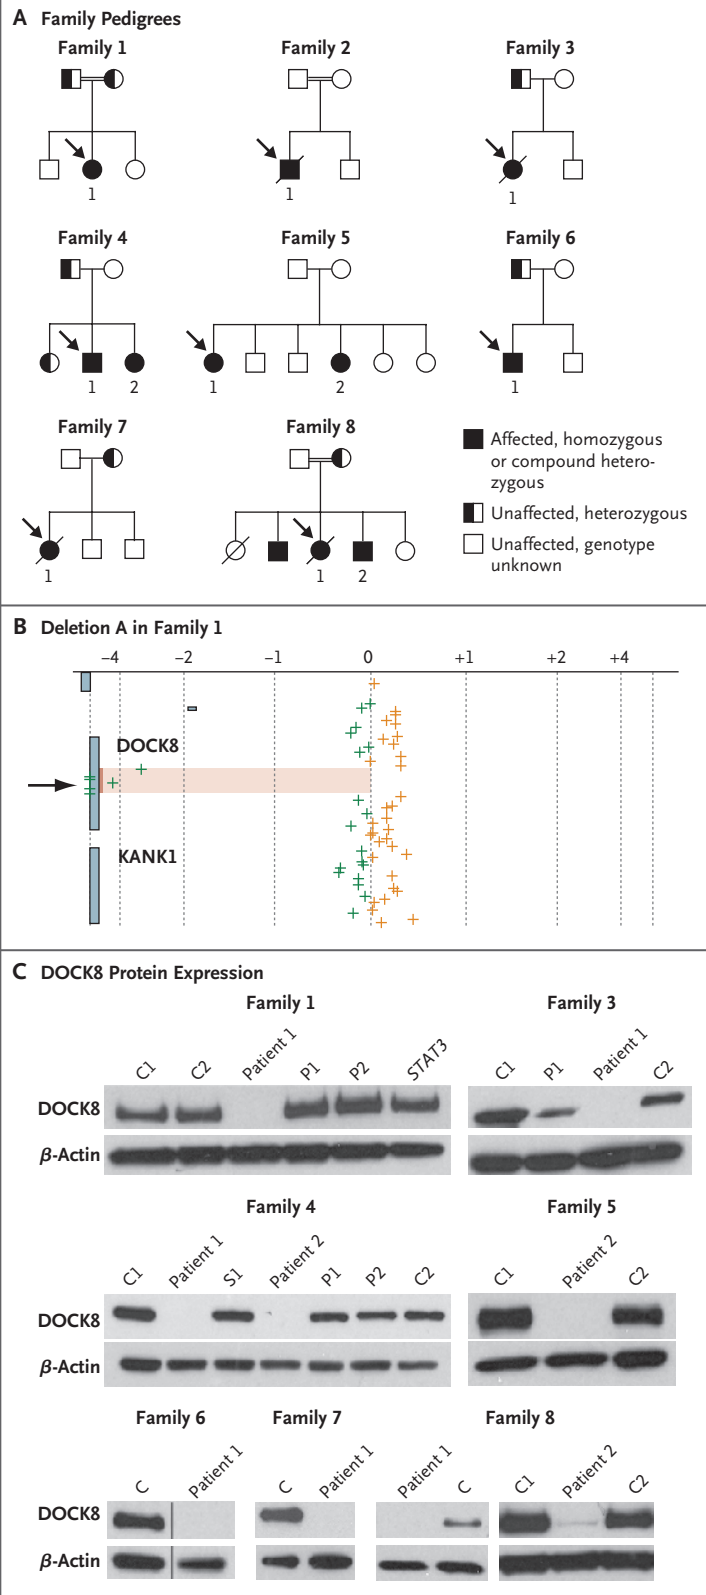 A Family Pedigrees
Family 1 Family 2 Family 3
1 1 1
Family 4 Family 5 Family 6
1 2 1 2 1
Family 7 Family 8
1 1 2
Affected, homozygous
or compound hetero-
zygous
Unaffected, heterozygous
Unaffected, genotype
unknown
B Deletion A in Family 1
−4 −2 −1 0 +1 +2 +4
DOCK8
KANK1
C DOCK8 Protein Expression
Family 1 Family 3
C1 C2 Patient 1 P1 P2 STAT3 C1 P1 Patient 1 C2
DOCK8
β-Actin
Family 4 Family 5
C1 Patient 1 S1 Patient 2 P1 P2 C2 C1 Patient 2 C2
DOCK8
β-Actin
Family 6 Family 7 Family 8
C Patient 1 C Patient 1 Patient 1 C C1 Patient 2 C2
DOCK8
β-Actin